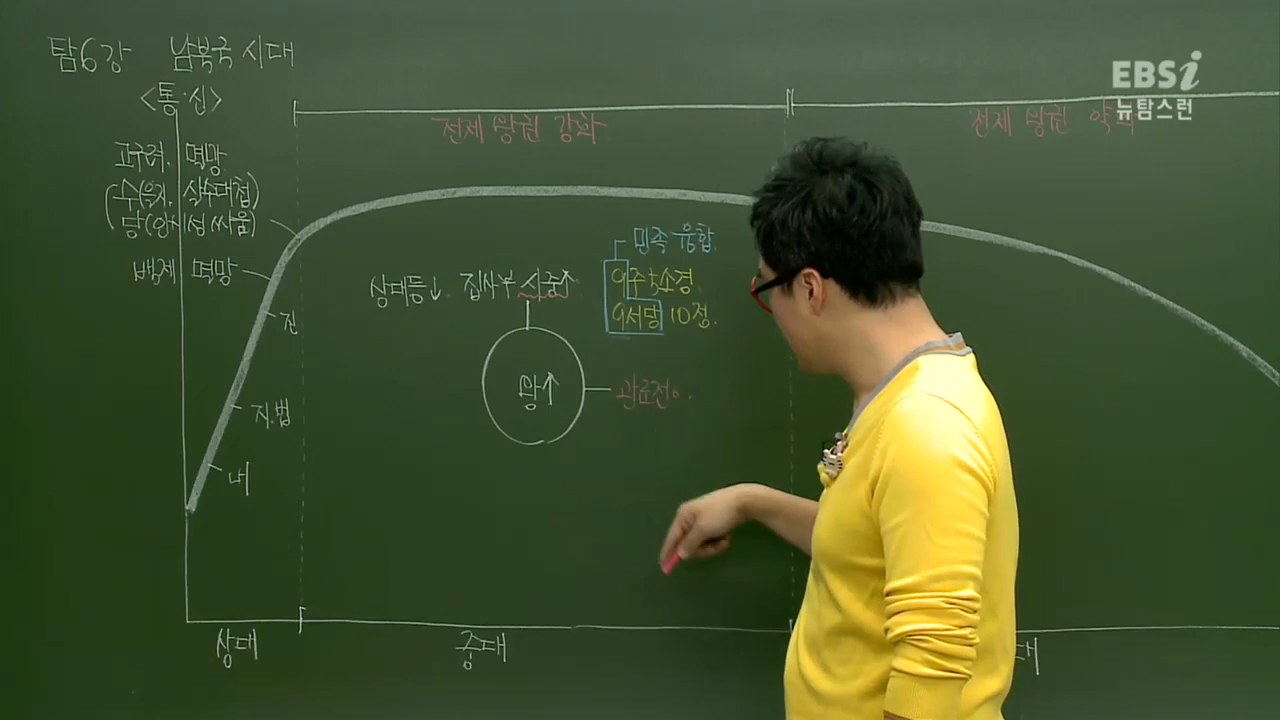 탐6강 남북국 시대
<통·신>
EBSi
뉴탐스런
전제 왕권 강화
전제 왕권 약화
고구려. 멸망
수(을지. 살수대첩)
당(안시성 싸움)
백제 멸망
진
지.법
내
상대등↓. 집사부 시중↑
민족 융합.
9주 5소경.
9서당 10정.
왕↑
관료전○.
상대
중대